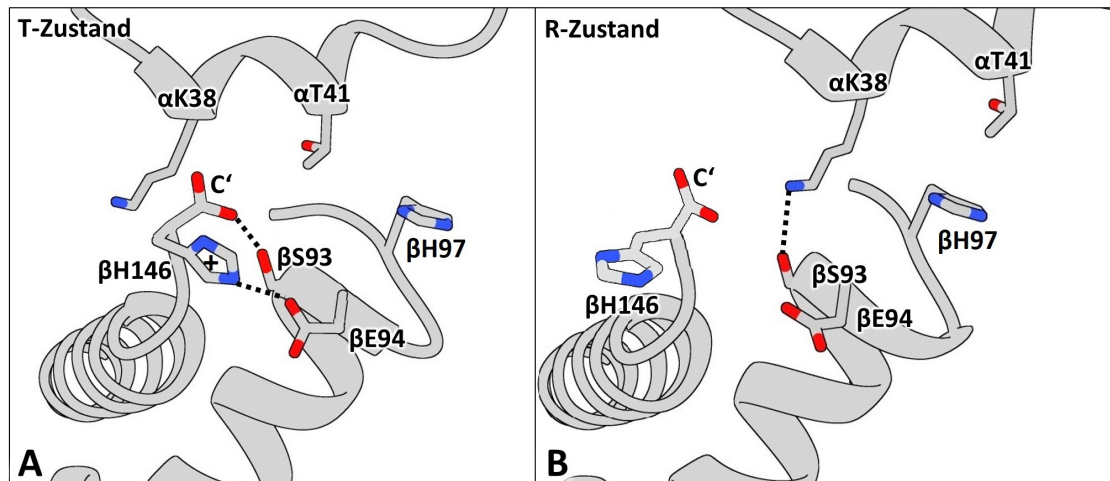 T-Zustand
αK38
αT41
C‘
βH146
+
βS93
βH97
βE94
A
R-Zustand
αK38
αT41
C‘
βH146
βS93
βH97
βE94
B